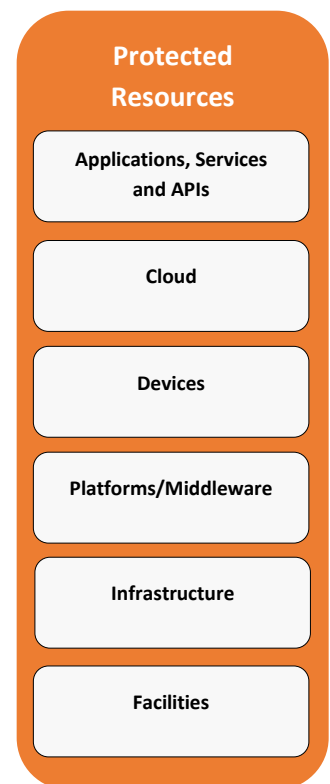 Protected
Resources
Applications, Services
and APIs
Cloud
Devices
Platforms/Middleware
Infrastructure
Facilities